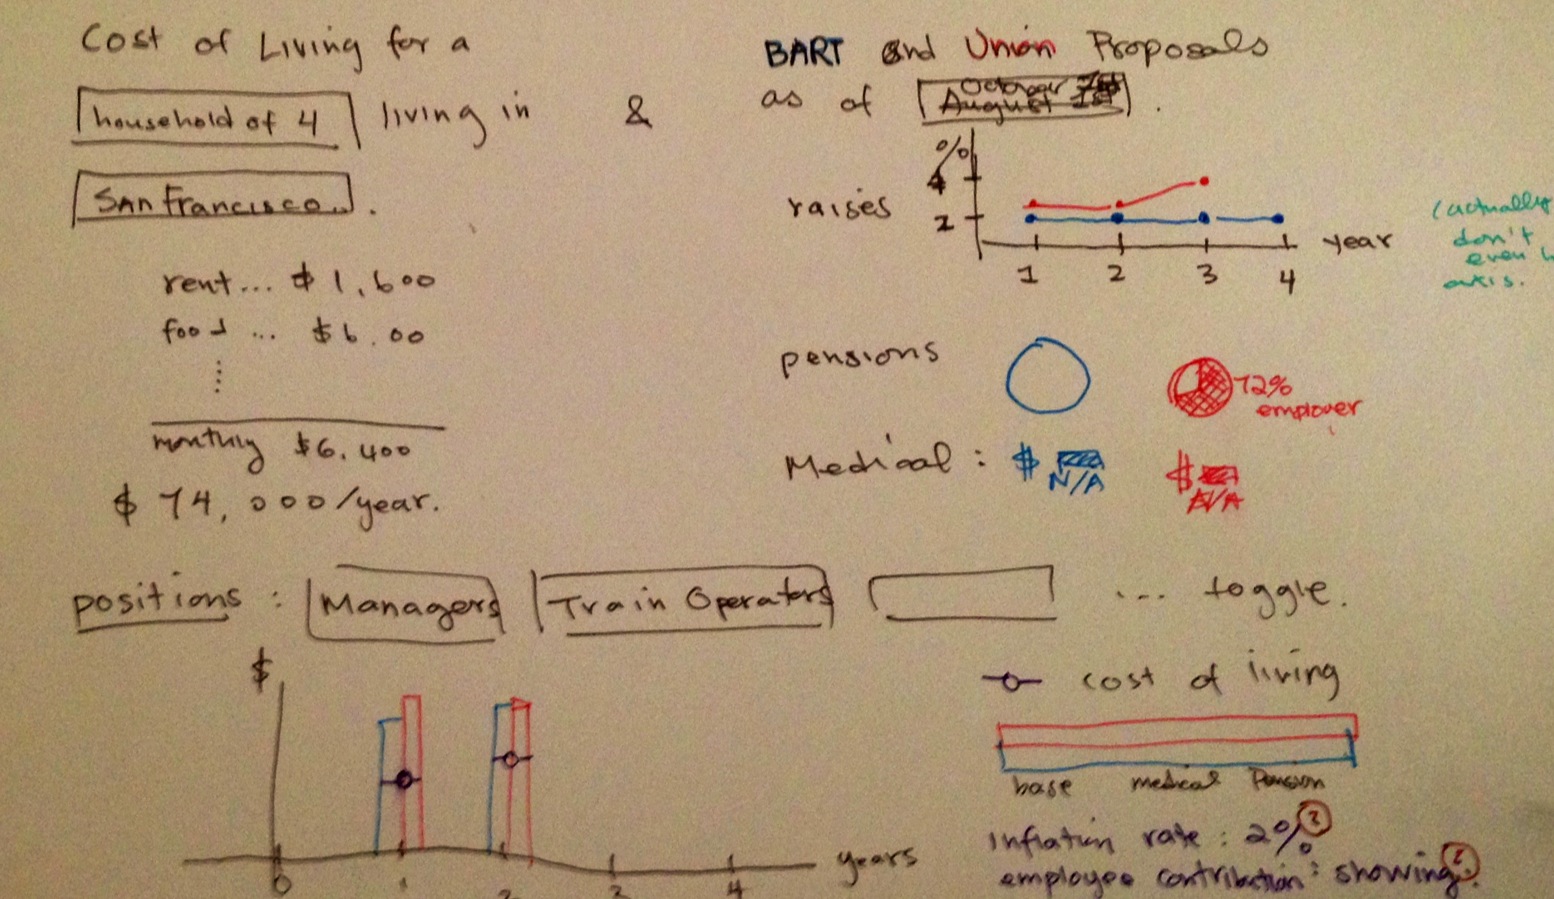 Cost of Living for a
household of 4 living in &
San Francisco...
rent... $1,600
food ... $6.00
monthly $6,400
$74,000/year.
BART and Union Proposals
as of October
August 1st .
%
4
2
raises
1 2 3 4 year
(actually
don't
even
axis.
pensions
72%
employer
Medical : $ N/A $ N/A
positions : Managers Train Operators ... toggle.
$
0 1 2 3 4 years
cost of living
base medical Pension
Inflation rate : 2% ?
employee contribution : showing. ?